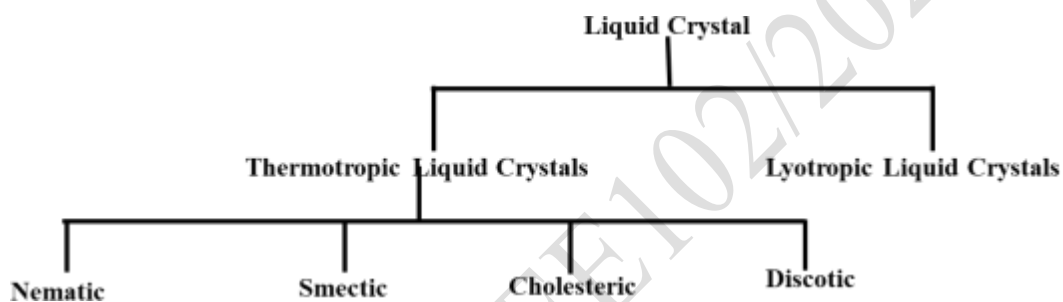 Liquid Crystal
Thermotropic Liquid Crystals
Lyotropic Liquid Crystals
Nematic
Smectic
Cholesteric
Discotic